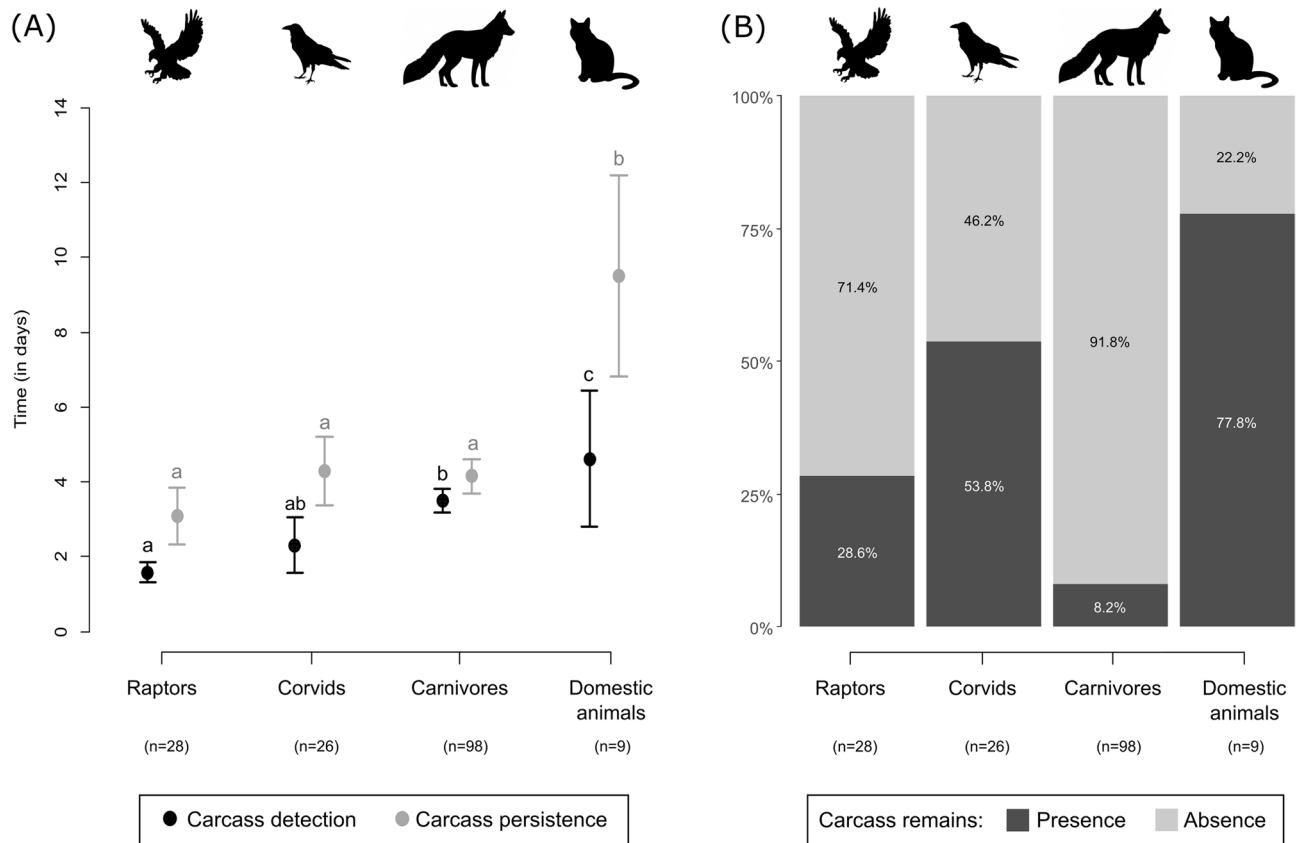 (A)
14
12
10
8
6
4
2
0
Time (in days)
a
a
ab
a
b
a
c
b
Raptors
Corvids
Carnivores
Domestic
animals
(n=28)
(n=26)
(n=98)
(n=9)
Carcass detection
Carcass persistence
(B)
100%
75%
50%
25%
0%
71.4%
28.6%
46.2%
53.8%
91.8%
8.2%
22.2%
77.8%
Raptors
Corvids
Carnivores
Domestic
animals
(n=28)
(n=26)
(n=98)
(n=9)
Carcass remains:
Presence
Absence